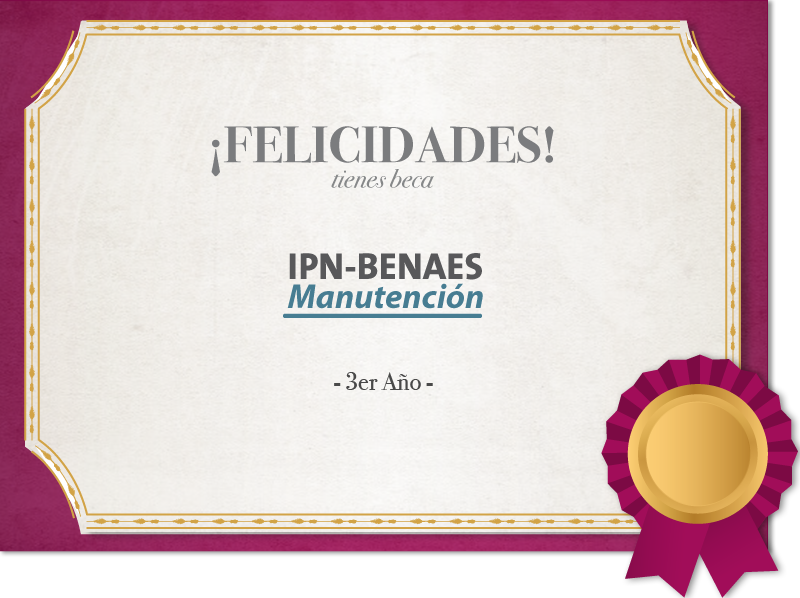 ¡FELICIDADES!
tienes beca
IPN-BENAES
Manutención
- 3er Año -